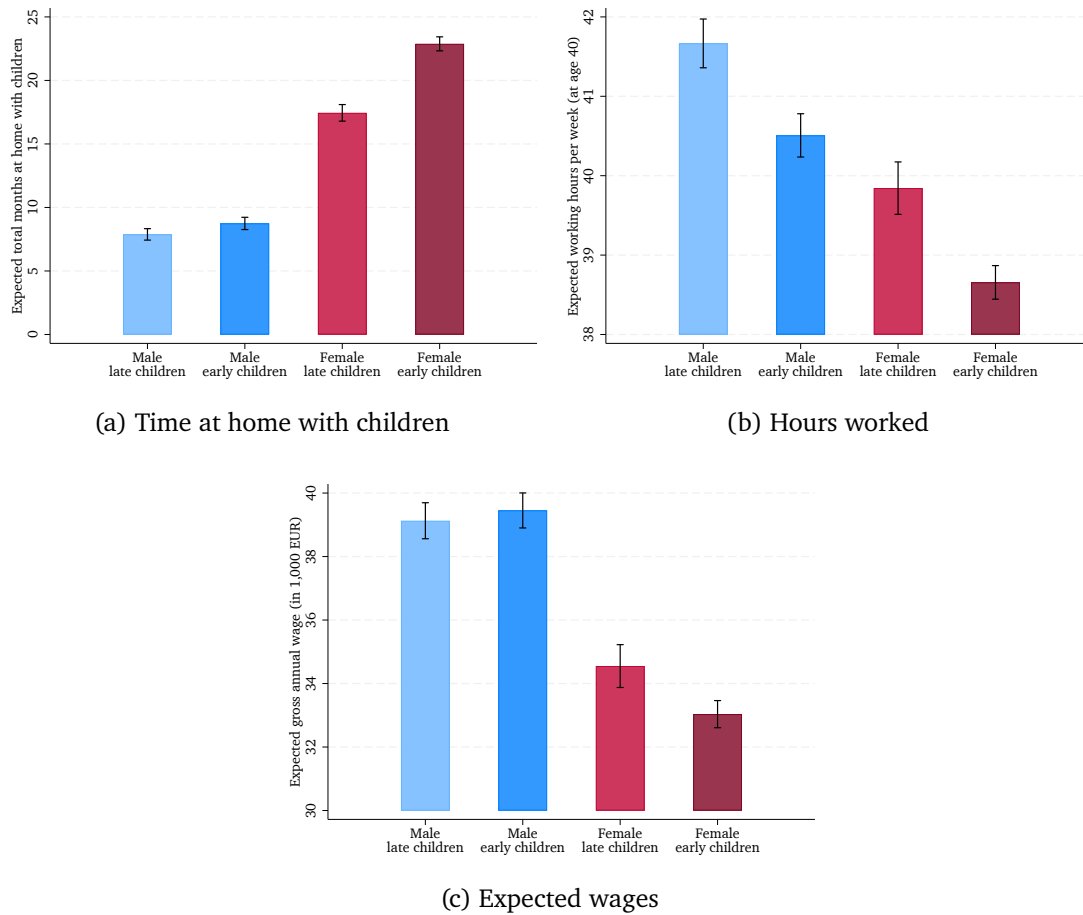 Expected total months at home with children
25
20
15
10
5
0
Male
late children
Male
early children
Female
late children
Female
early children
(a) Time at home with children
Expected working hours per week (at age 40)
42
41
40
39
38
Male
late children
Male
early children
Female
late children
Female
early children
(b) Hours worked
Expected gross annual wage (in 1,000 EUR)
40
38
36
34
32
30
Male
late children
Male
early children
Female
late children
Female
early children
(c) Expected wages